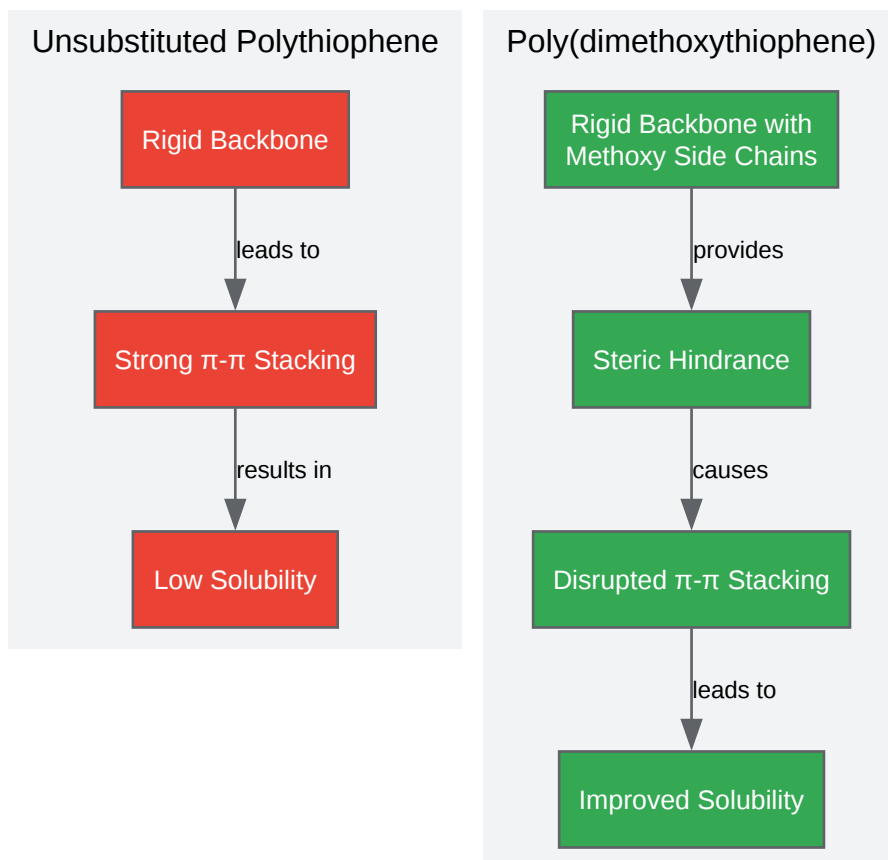 Unsubstituted Polythiophene
Rigid Backbone
leads to
Strong π-π Stacking
results in
Low Solubility
Poly(dimethoxythiophene)
Rigid Backbone with
Methoxy Side Chains
provides
Steric Hindrance
causes
Disrupted π-π Stacking
leads to
Improved Solubility